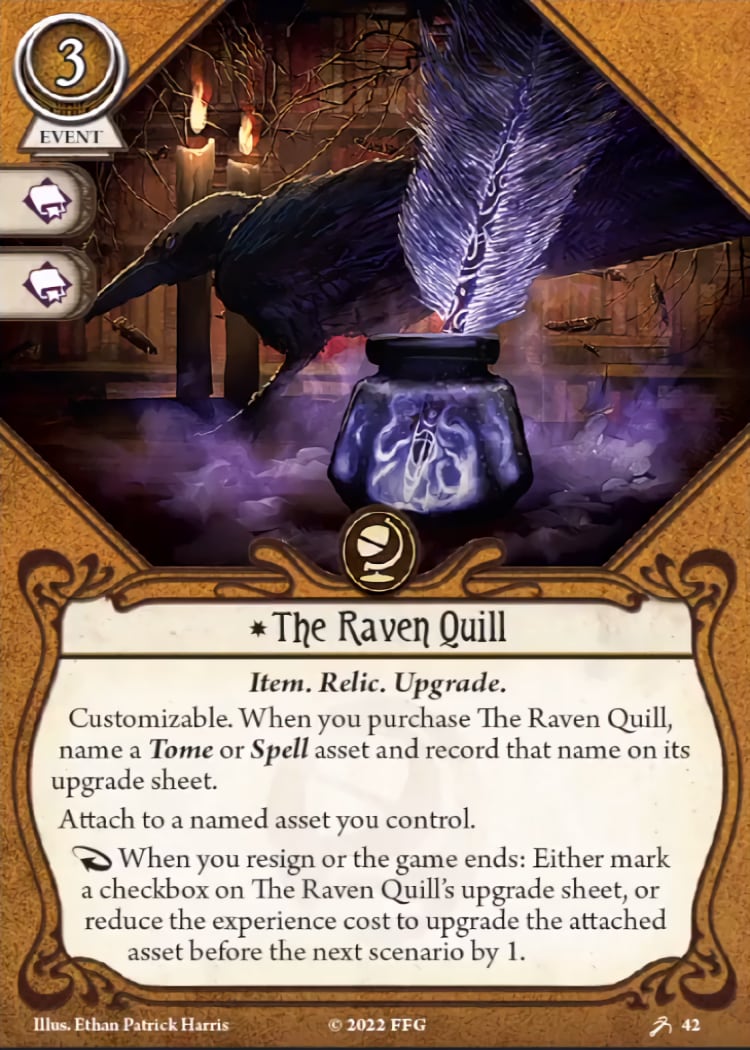 3
EVENT
✷The Raven Quill
Item. Relic. Upgrade.
Customizable. When you purchase The Raven Quill,
name a Tome or Spell asset and record that name on its
upgrade sheet.
Attach to a named asset you control.
When you resign or the game ends: Either mark
a checkbox on The Raven Quill's upgrade sheet, or
reduce the experience cost to upgrade the attached
asset before the next scenario by 1.
Illus. Ethan Patrick Harris
© 2022 FFG
42